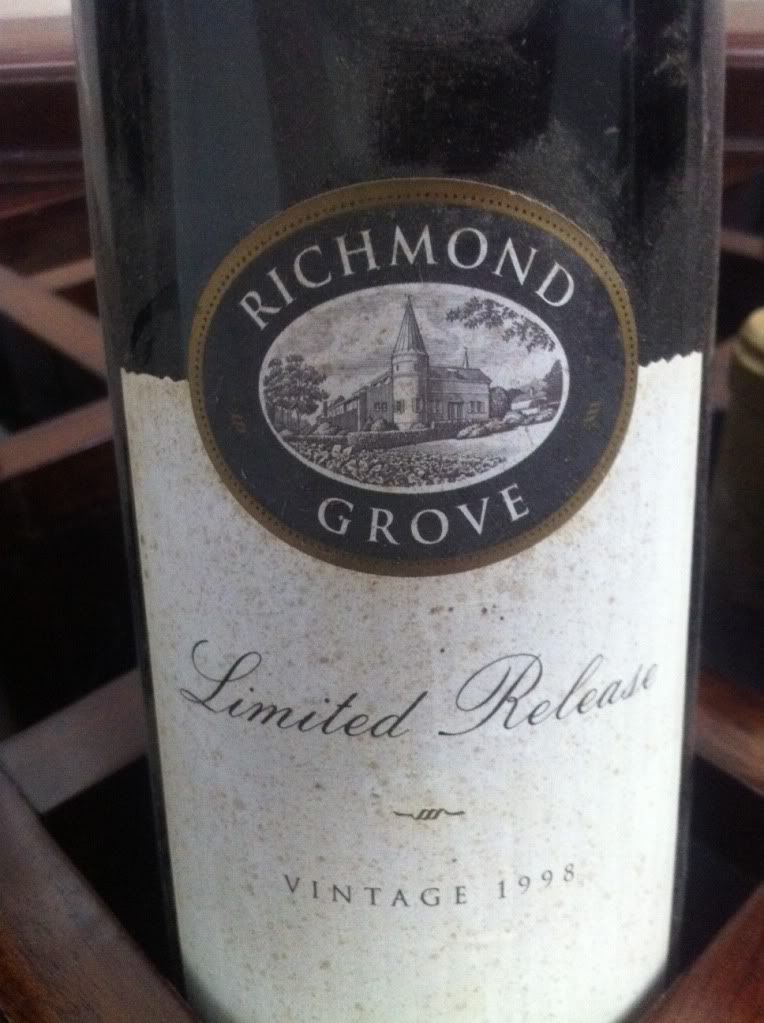 RICHMOND
GROVE
Limited Release
VINTAGE 1998